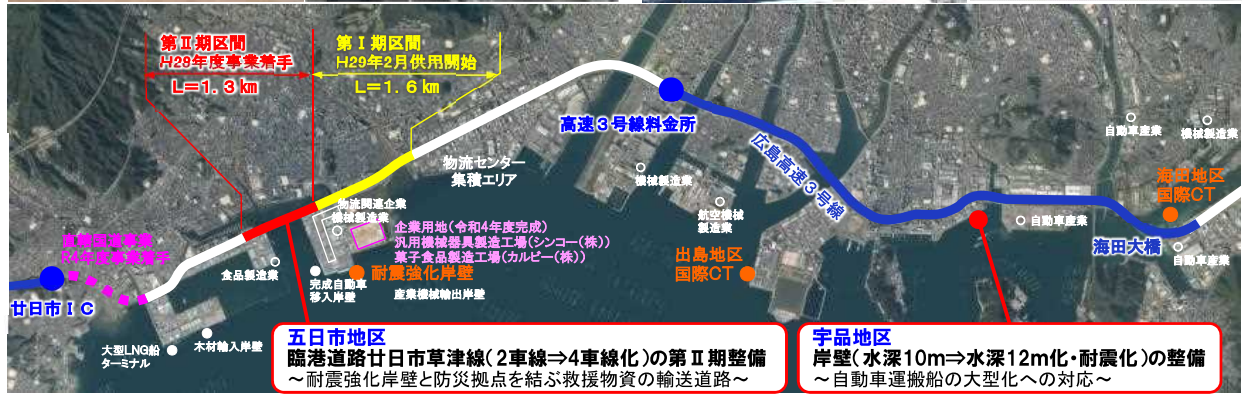 第Ⅱ期区間
H29年度事業着手
L=1.3㎞
第Ⅰ期区間
H29年2月供用開始
L=1.6㎞
高速3号線料金所
広島高速3号線
物流センター
集積エリア
機械製造業
航空機械
製造業
自動車産業
機械製造業
海田地区
国際CT
自動車産業
海田大橋
自動車産業
出島地区
国際CT
物流関連企業
機械製造業
企業用地(令和4年度完成)
汎用機械器具製造工場(シンコー(株))
菓子食品製造工場(カルビー(株))
耐震強化岸壁
産業機械輸出岸壁
完成自動車
移入岸壁
食品製造業
R4年度事業着手
廿日市IC
大型LNG船
ターミナル
木材輸入岸壁
五日市地区
臨港道路廿日市草津線(2車線⇒4車線化)の第Ⅱ期整備
~耐震強化岸壁と防災拠点を結ぶ救援物資の輸送道路~
宇品地区
岸壁(水深10m⇒水深12m化・耐震化)の整備
~自動車運搬船の大型化への対応~